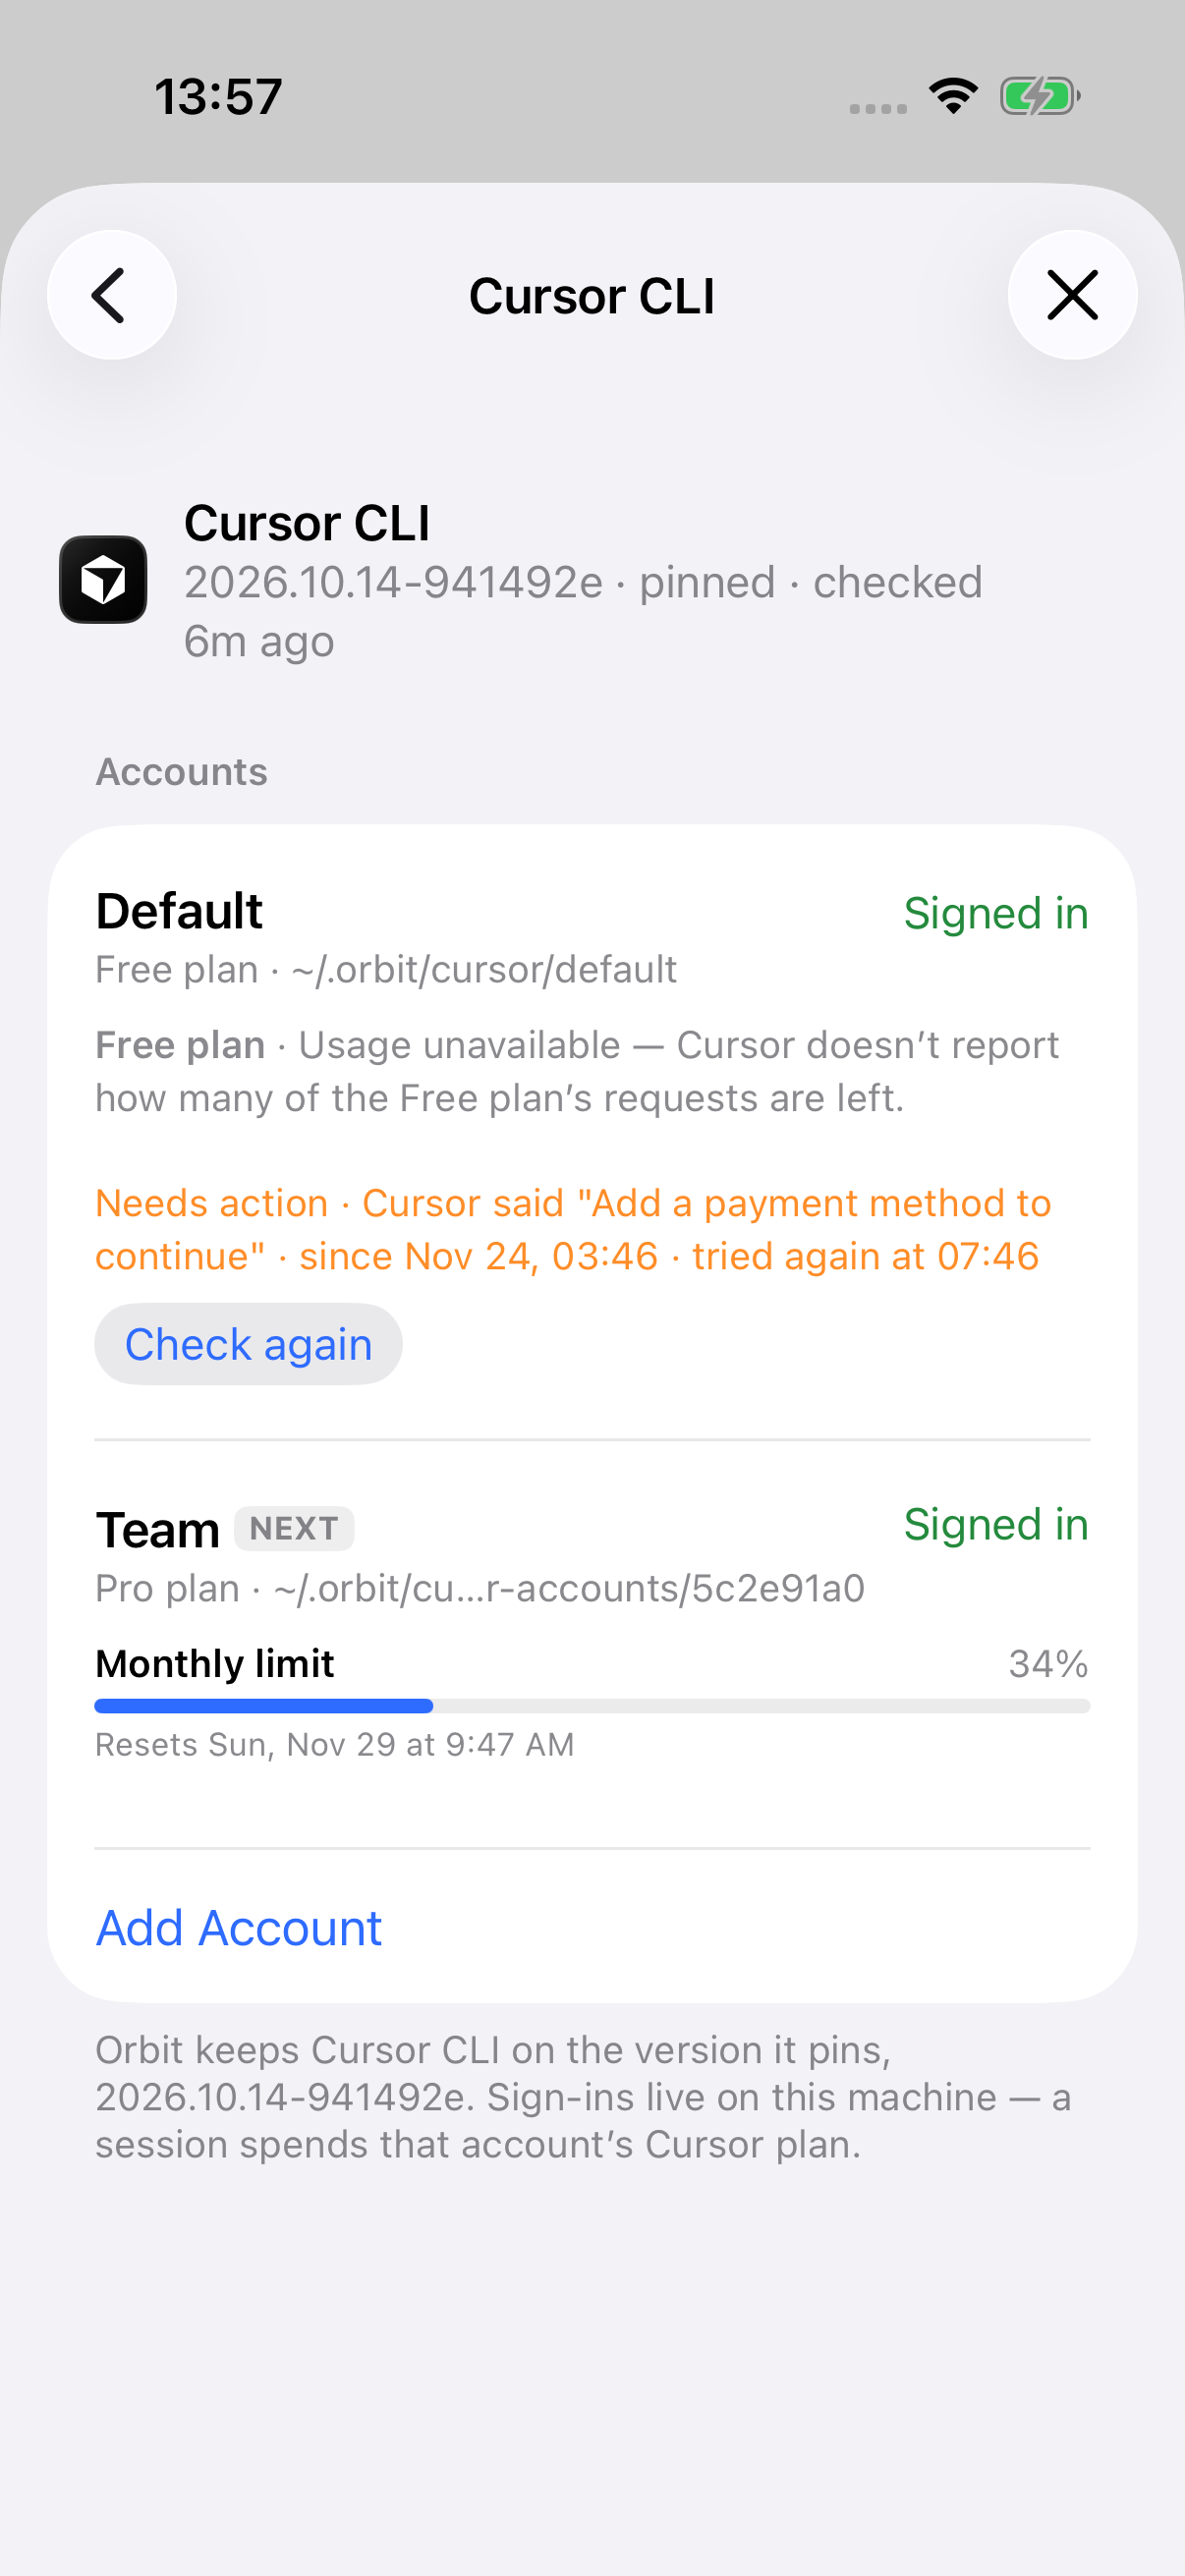 13:57
Cursor CLI
Cursor CLI
2026.10.14-941492e · pinned · checked
6m ago
Accounts
Default
Signed in
Free plan · ~/.orbit/cursor/default
Free plan · Usage unavailable — Cursor doesn’t report
how many of the Free plan’s requests are left.
Needs action · Cursor said "Add a payment method to
continue" · since Nov 24, 03:46 · tried again at 07:46
Check again
Team NEXT
Signed in
Pro plan · ~/.orbit/cu...r-accounts/5c2e91a0
Monthly limit
34%
Resets Sun, Nov 29 at 9:47 AM
Add Account
Orbit keeps Cursor CLI on the version it pins,
2026.10.14-941492e. Sign-ins live on this machine — a
session spends that account’s Cursor plan.